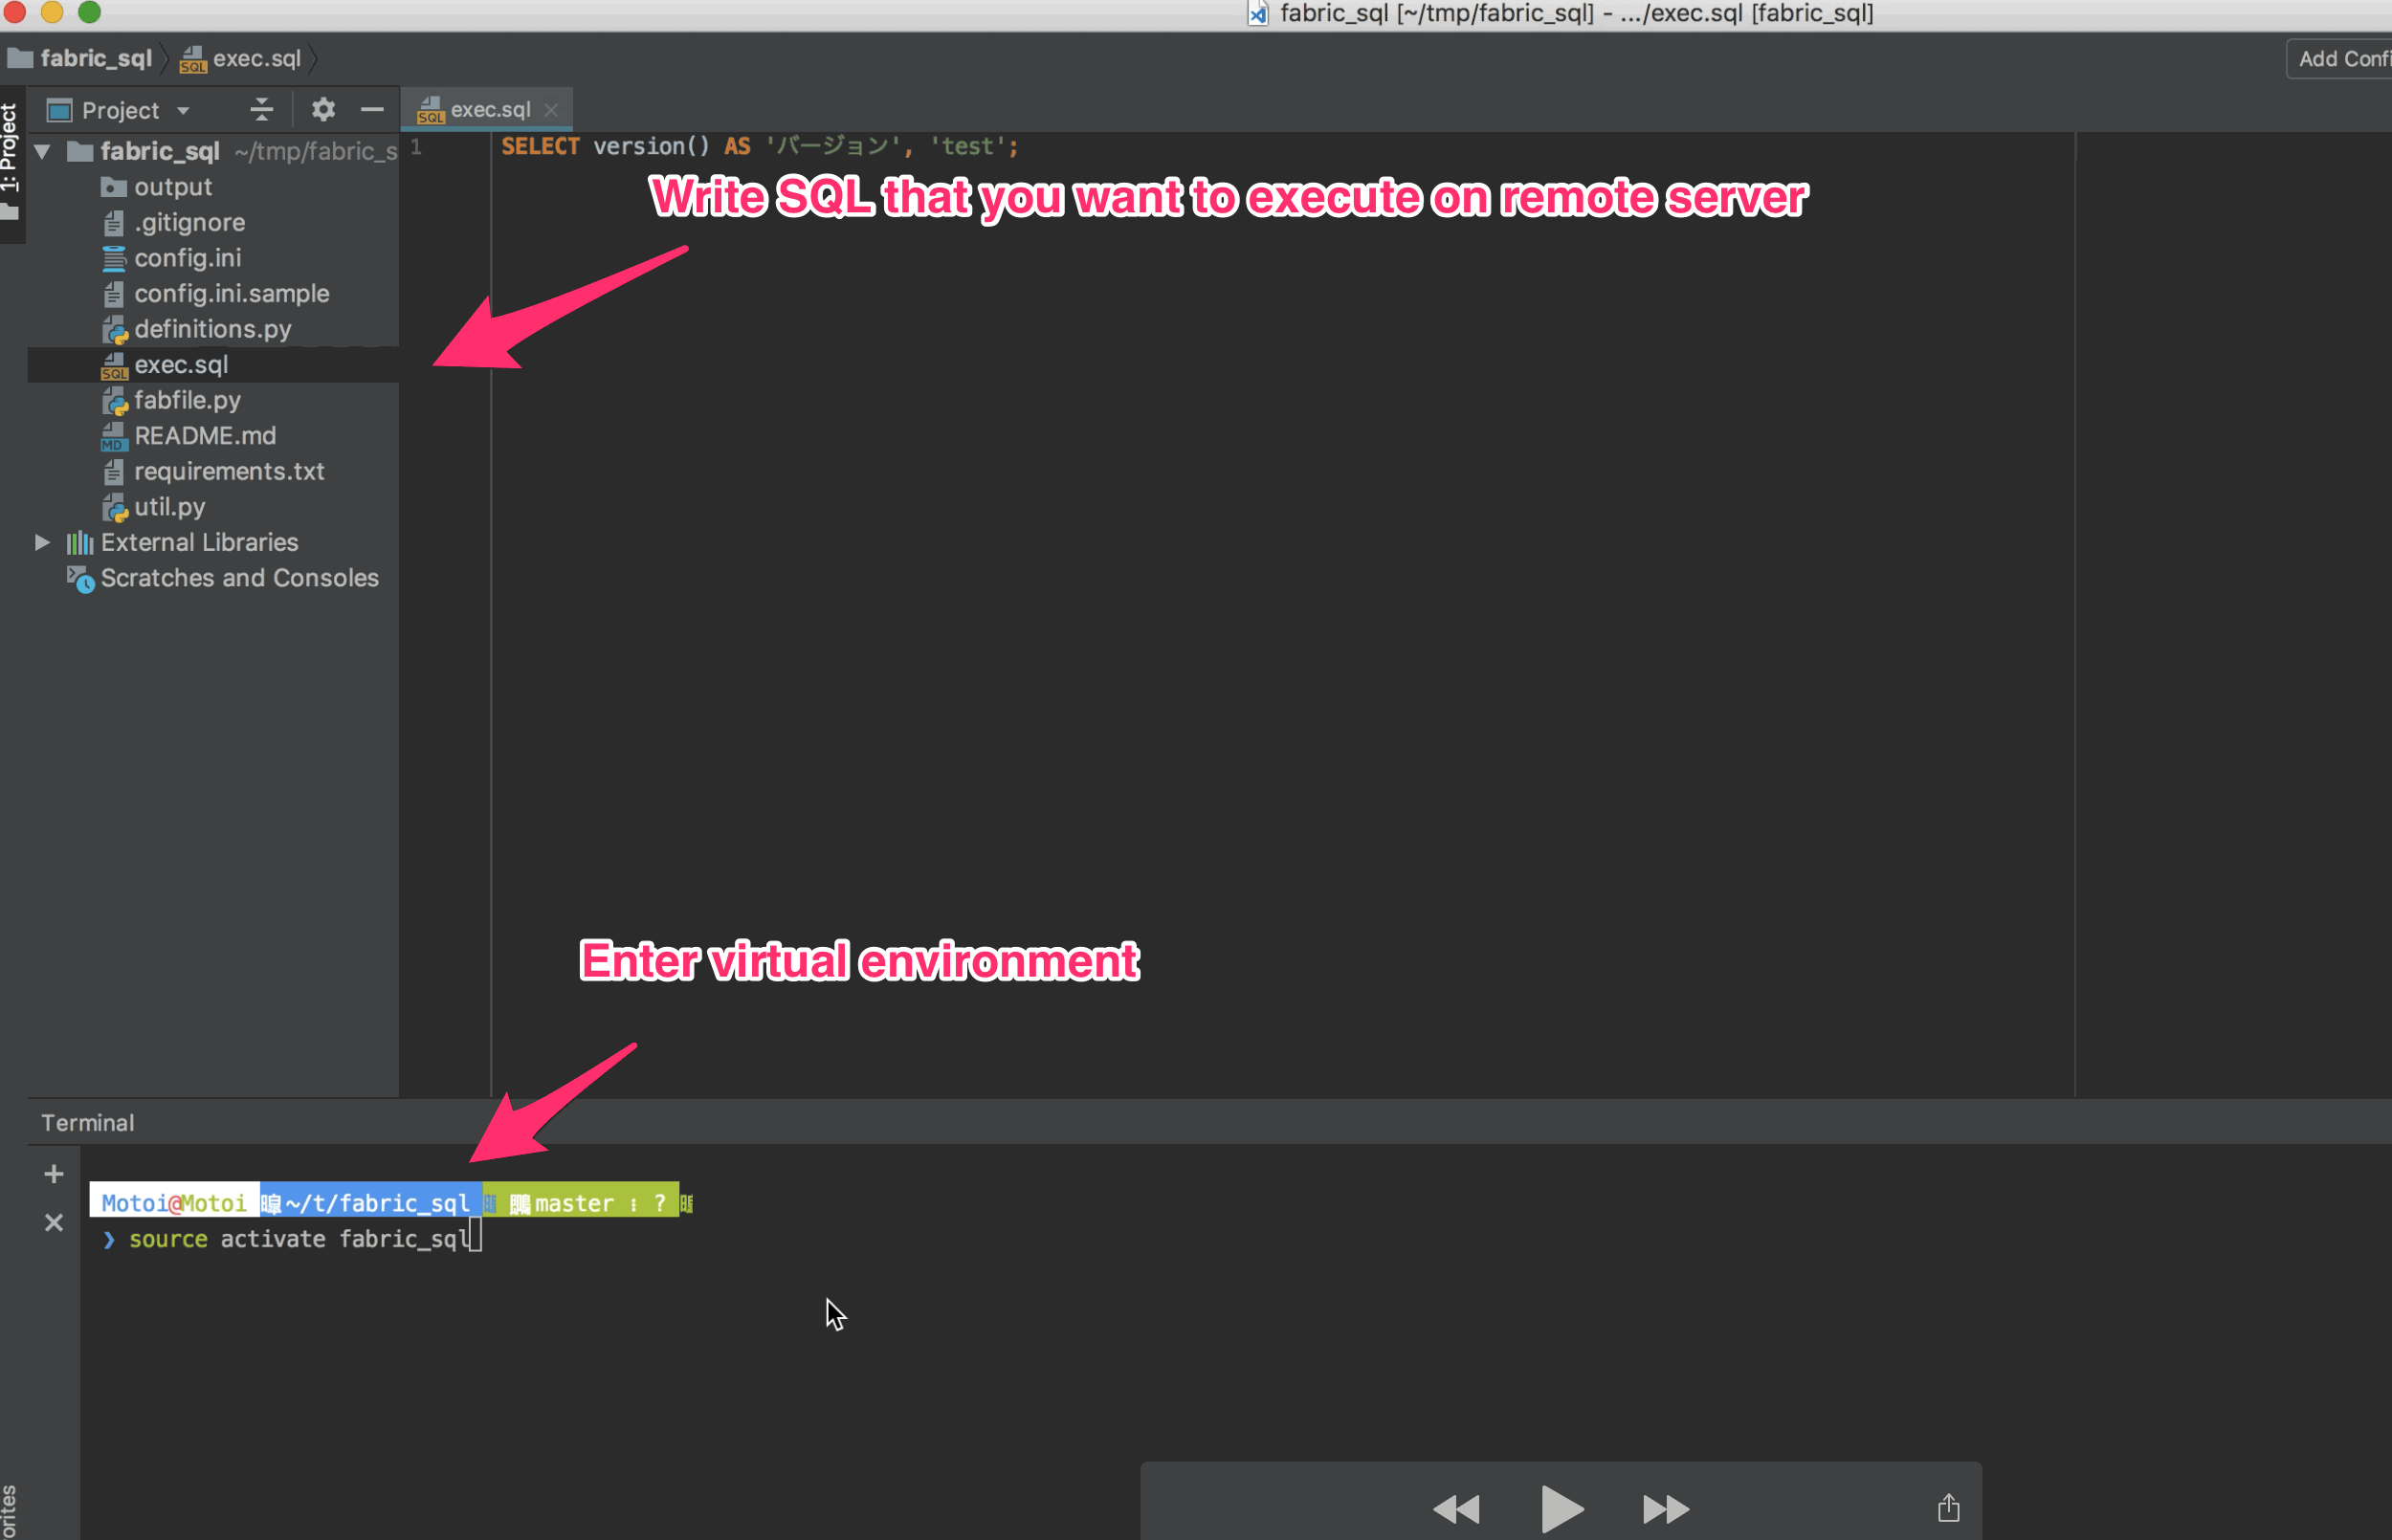 fabric_sql [~/tmp/fabric_sql] - .../exec.sql [fabric_sql]
fabric_sql exec.sql
Add Confi
1: Project
Project
exec.sql
fabric_sql ~/tmp/fabric_s
output
.gitignore
config.ini
config.ini.sample
definitions.py
exec.sql
fabfile.py
README.md
requirements.txt
util.py
External Libraries
Scratches and Consoles
1 SELECT version() AS 'バージョン', 'test';
Write SQL that you want to execute on remote server
Enter virtual environment
Terminal
Motoi@Motoi ~/t/fabric_sql master : ?
❯ source activate fabric_sql
orites